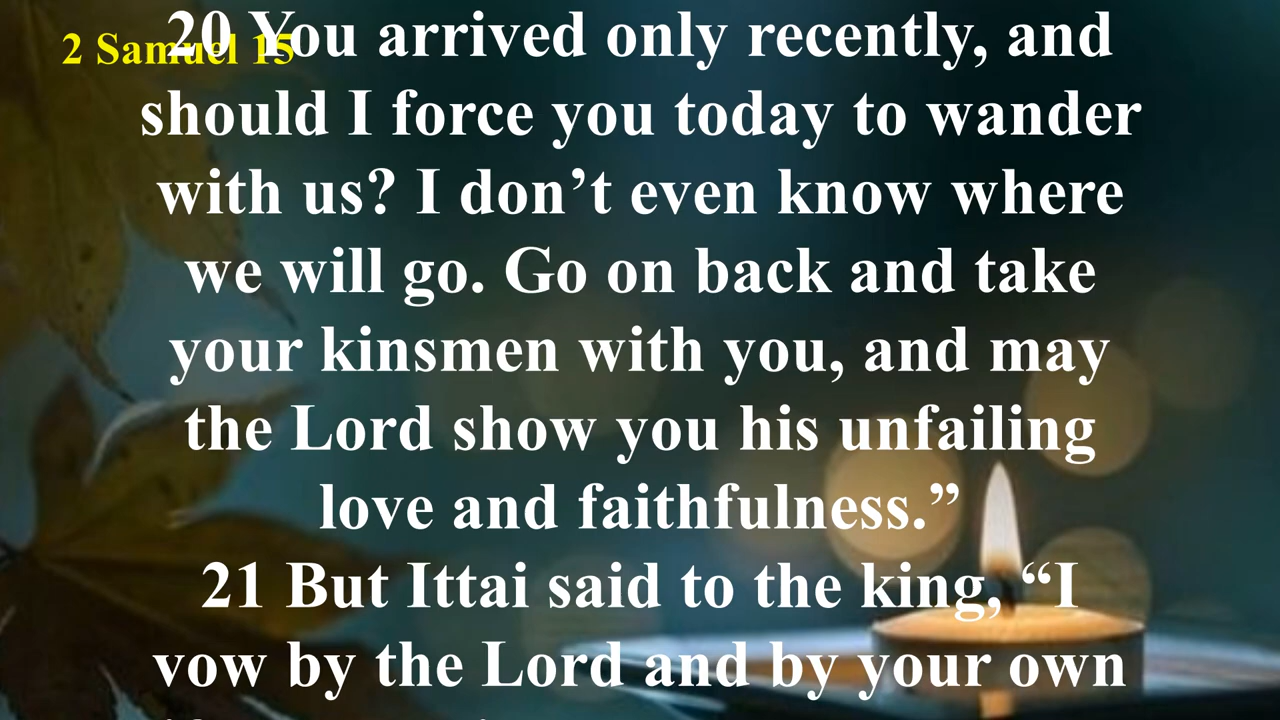 2 Samuel 15
20 You arrived only recently, and
should I force you today to wander
with us? I don’t even know where
we will go. Go on back and take
your kinsmen with you, and may
the Lord show you his unfailing
love and faithfulness.”
21 But Ittai said to the king, “I
vow by the Lord and by your own